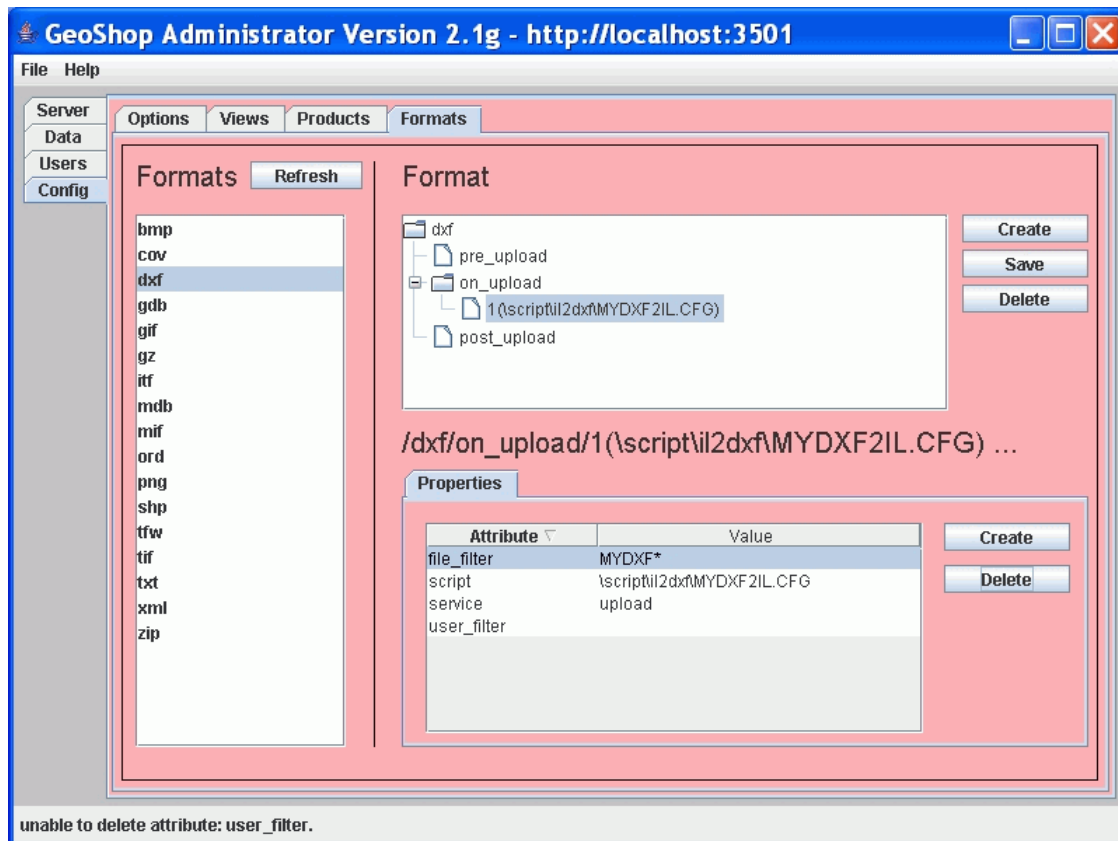 GeoShop Administrator Version 2.1g - http://localhost:3501
File Help
Server
Data
Users
Config
Options Views Products Formats
Formats Refresh
bmp
cov
dxf
gdb
gif
gz
itf
mdb
mif
ord
png
shp
tfw
tif
txt
xml
zip
Format
dxf
pre_upload
on_upload
1(\script\il2dxf\MYDXF2IL.CFG)
post_upload
Create
Save
Delete
/dxf/on_upload/1(\script\il2dxf\MYDXF2IL.CFG) ...
Properties
Attribute Value
file_filter MYDXF*
script \script\il2dxf\MYDXF2IL.CFG
service upload
user_filter
Create
Delete
unable to delete attribute: user_filter.